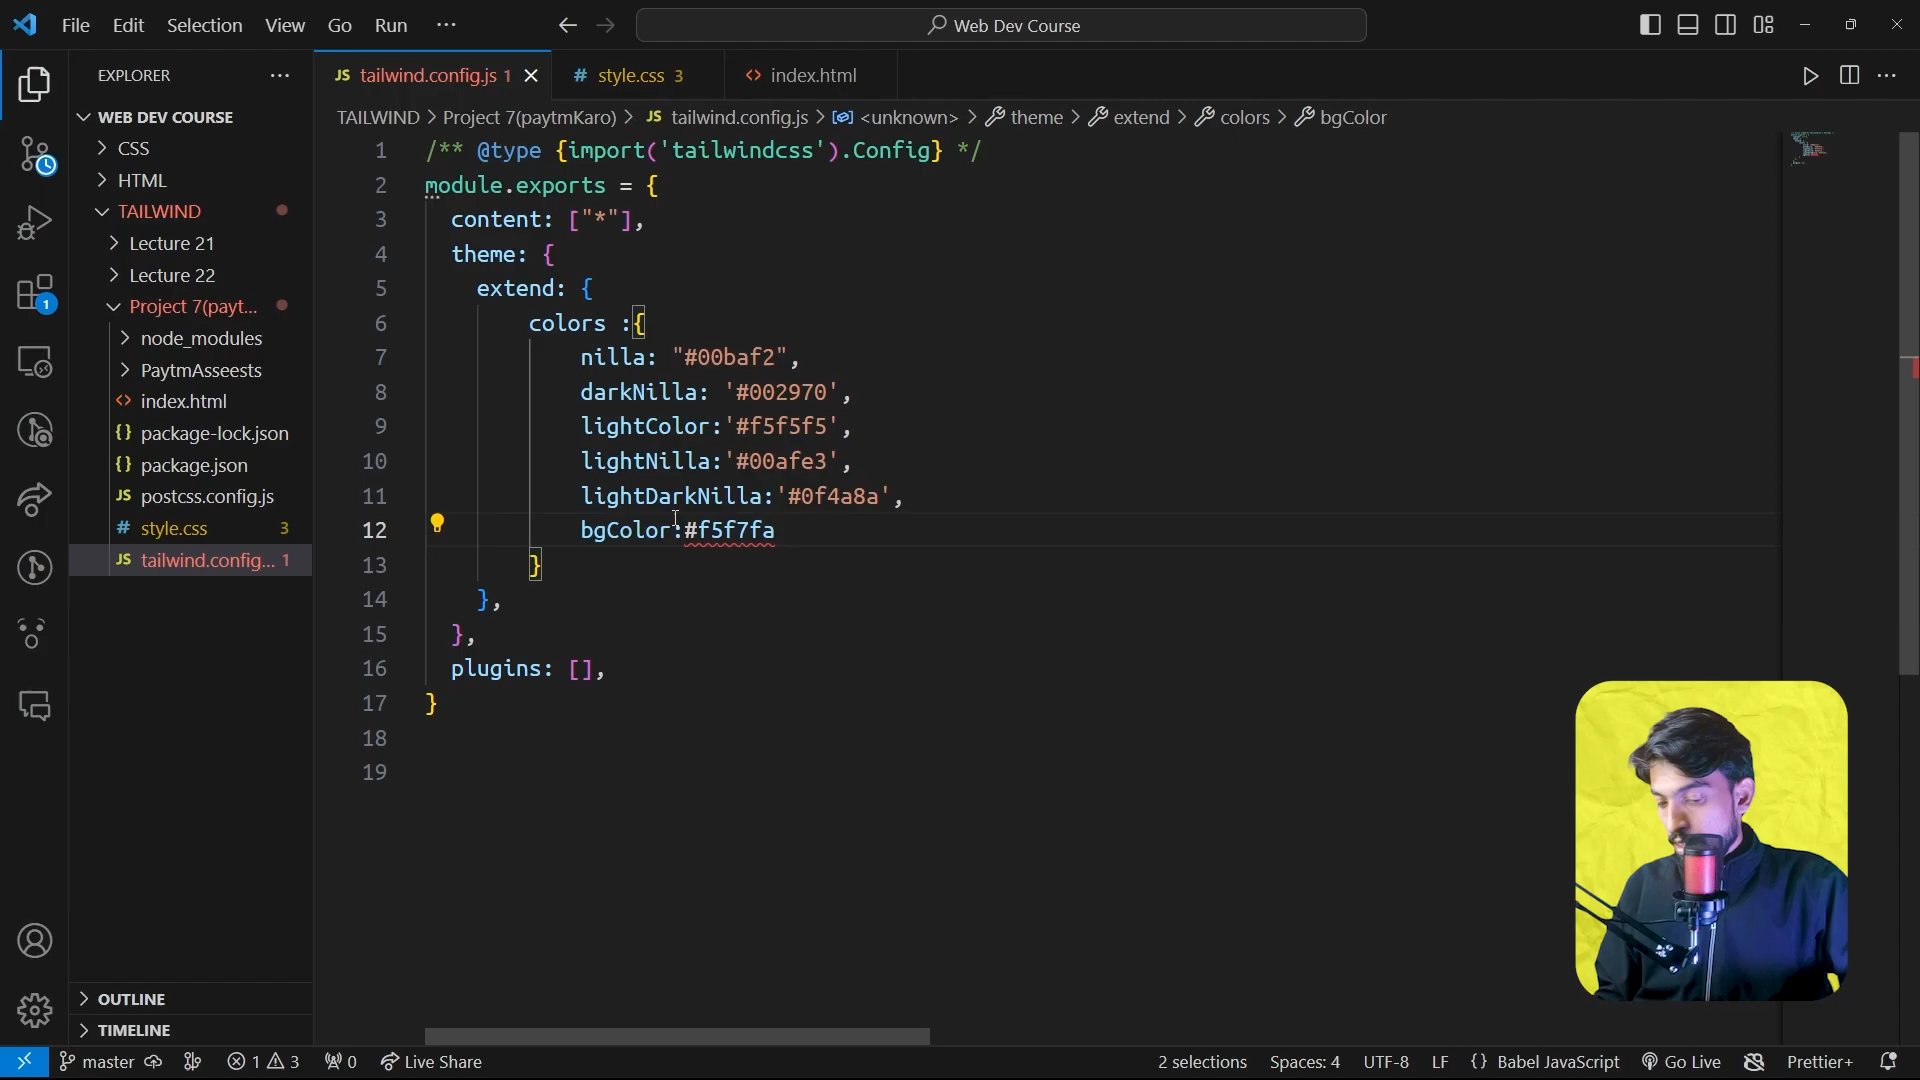 File Edit Selection View Go Run ··· Web Dev Course
EXPLORER ···
JS tailwind.config.js 1 # style.css 3 <> index.html
WEB DEV COURSE
TAILWIND > Project 7(paytmKaro) > JS tailwind.config.js > <unknown> > theme > extend > colors > bgColor
CSS
HTML
TAILWIND
Lecture 21
Lecture 22
Project 7(payt...
node_modules
PaytmAsseests
<> index.html
{} package-lock.json
{} package.json
JS postcss.config.js
# style.css 3
JS tailwind.config... 1
1 /** @type {import('tailwindcss').Config} */
2 module.exports = {
3 content: ["*"],
4 theme: {
5 extend: {
6 colors :{
7 nilla: "#00baf2",
8 darkNilla: '#002970',
9 lightColor:'#f5f5f5',
10 lightNilla:'#00afe3',
11 lightDarkNilla:'#0f4a8a',
12 bgColor:#f5f7fa
13 }
14 },
15 },
16 plugins: [],
17 }
18
19
1
OUTLINE
TIMELINE
master 1 3 0 Live Share 2 selections Spaces: 4 UTF-8 LF {} Babel JavaScript Go Live Prettier+